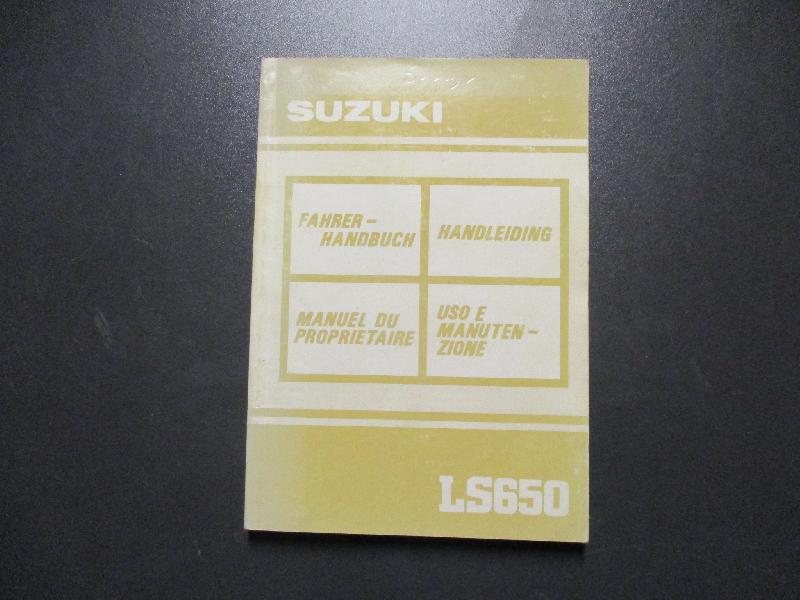 SUZUKI
FAHRER-
HANDBUCH
HANDLEIDING
MANUEL DU
PROPRIETAIRE
USO E
MANUTEN-
ZIONE
LS650